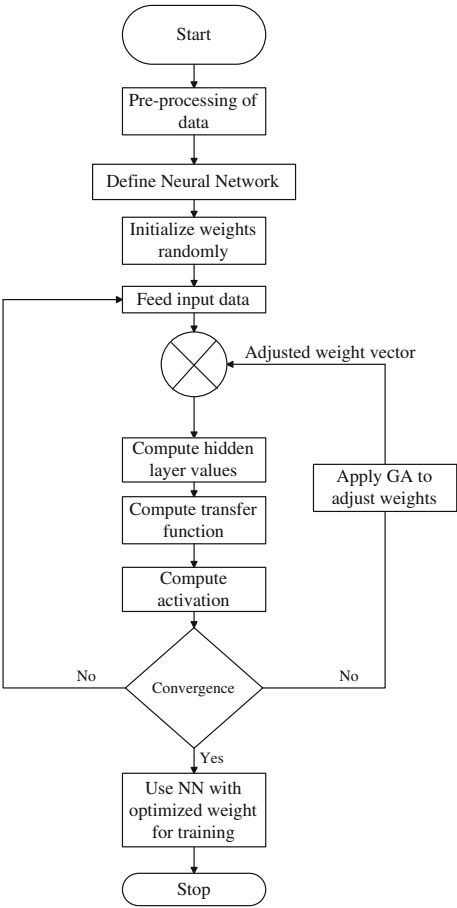 Start
Pre-processing of
data
Define Neural Network
Initialize weights
randomly
Feed input data
Adjusted weight vector
Compute hidden
layer values
Apply GA to
adjust weights
Compute transfer
function
Compute
activation
No
Convergence
No
Yes
Use NN with
optimized weight
for training
Stop